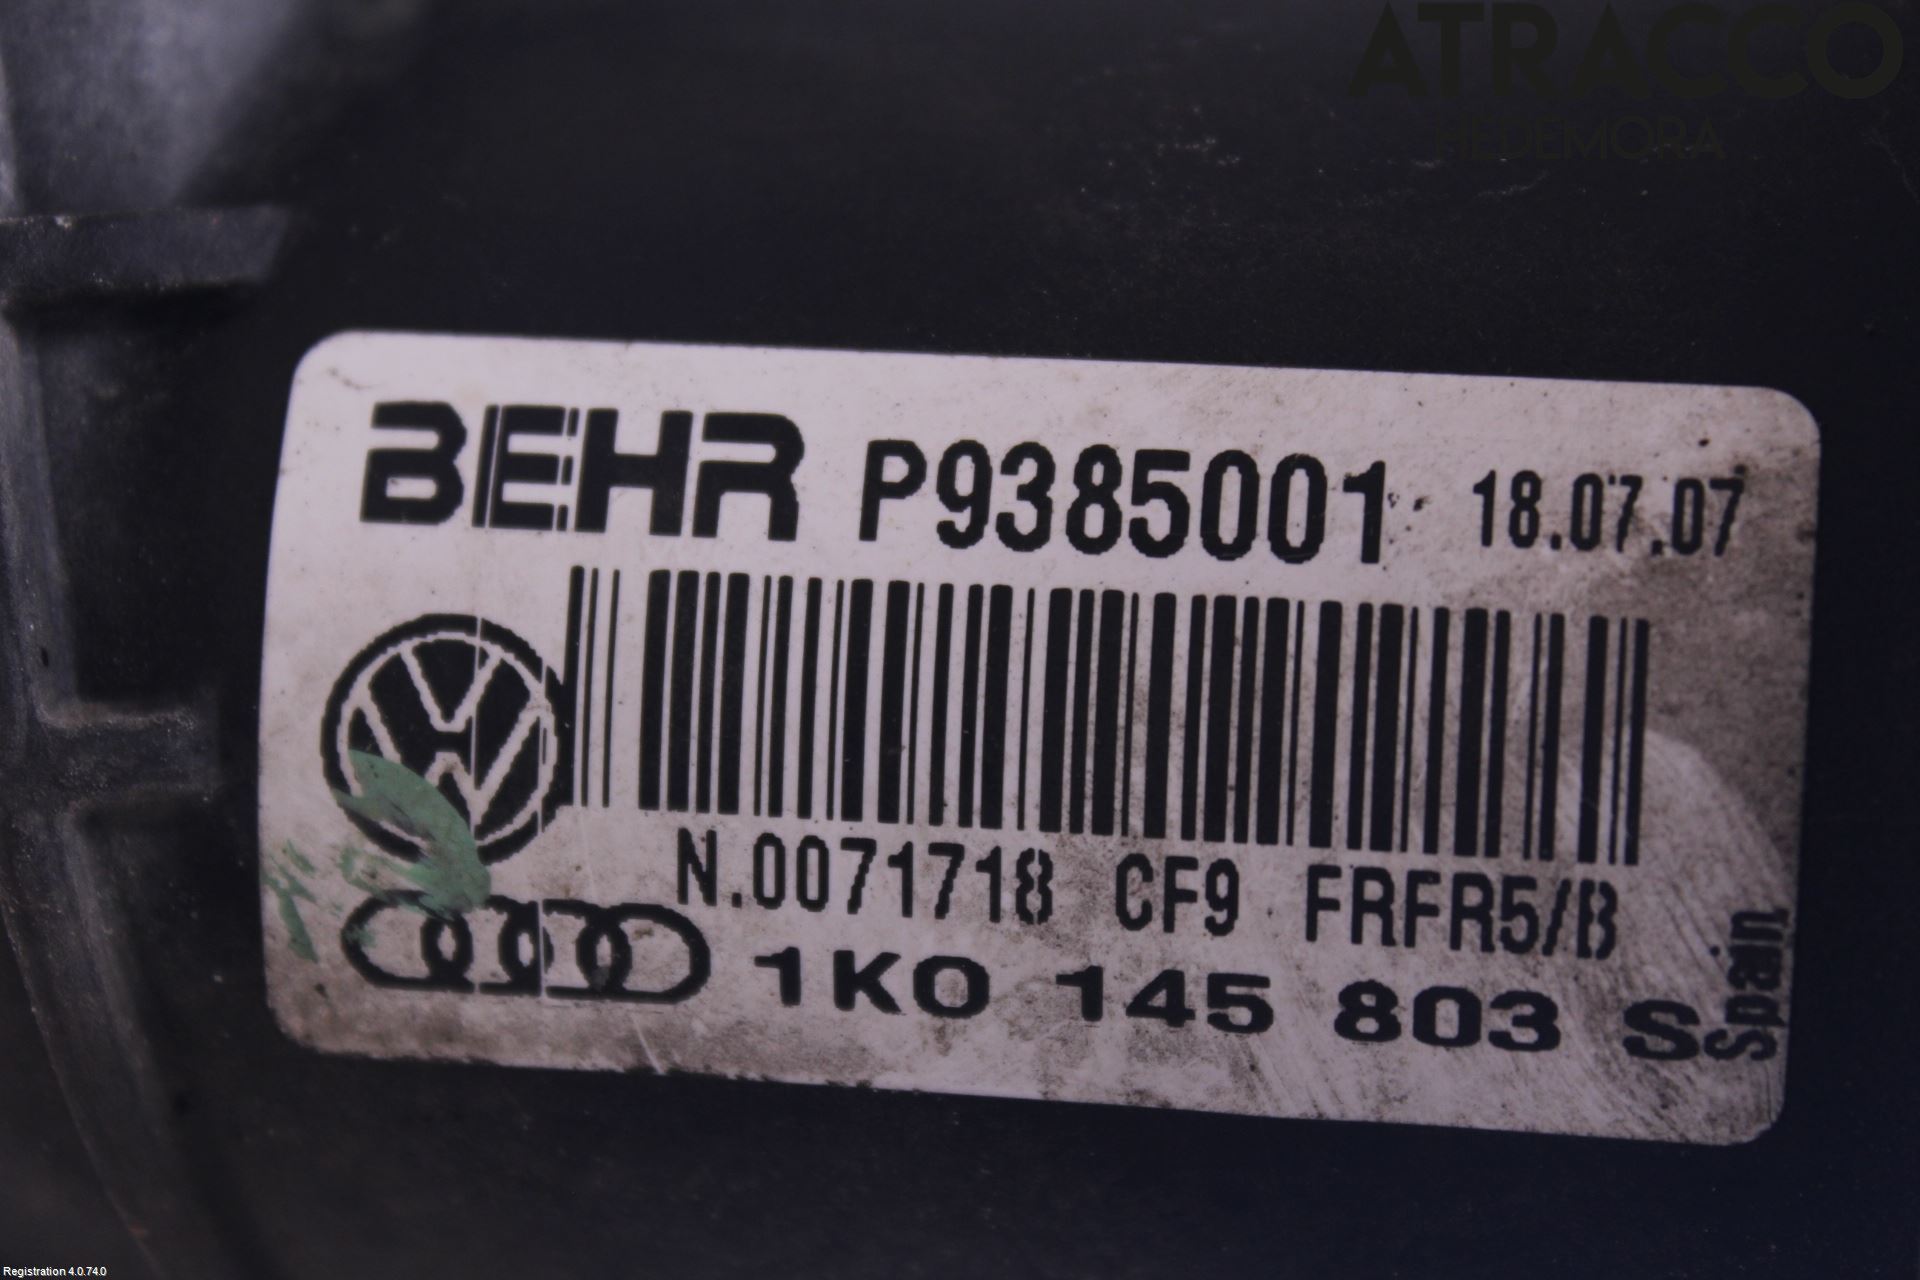 ATRACCO
HEDEMORA
BEHR P9385001 18.07.07
N.0071718 CF9 FRFR5/B
1K0 145 803 S
Spain
Registration 4.0.74.0